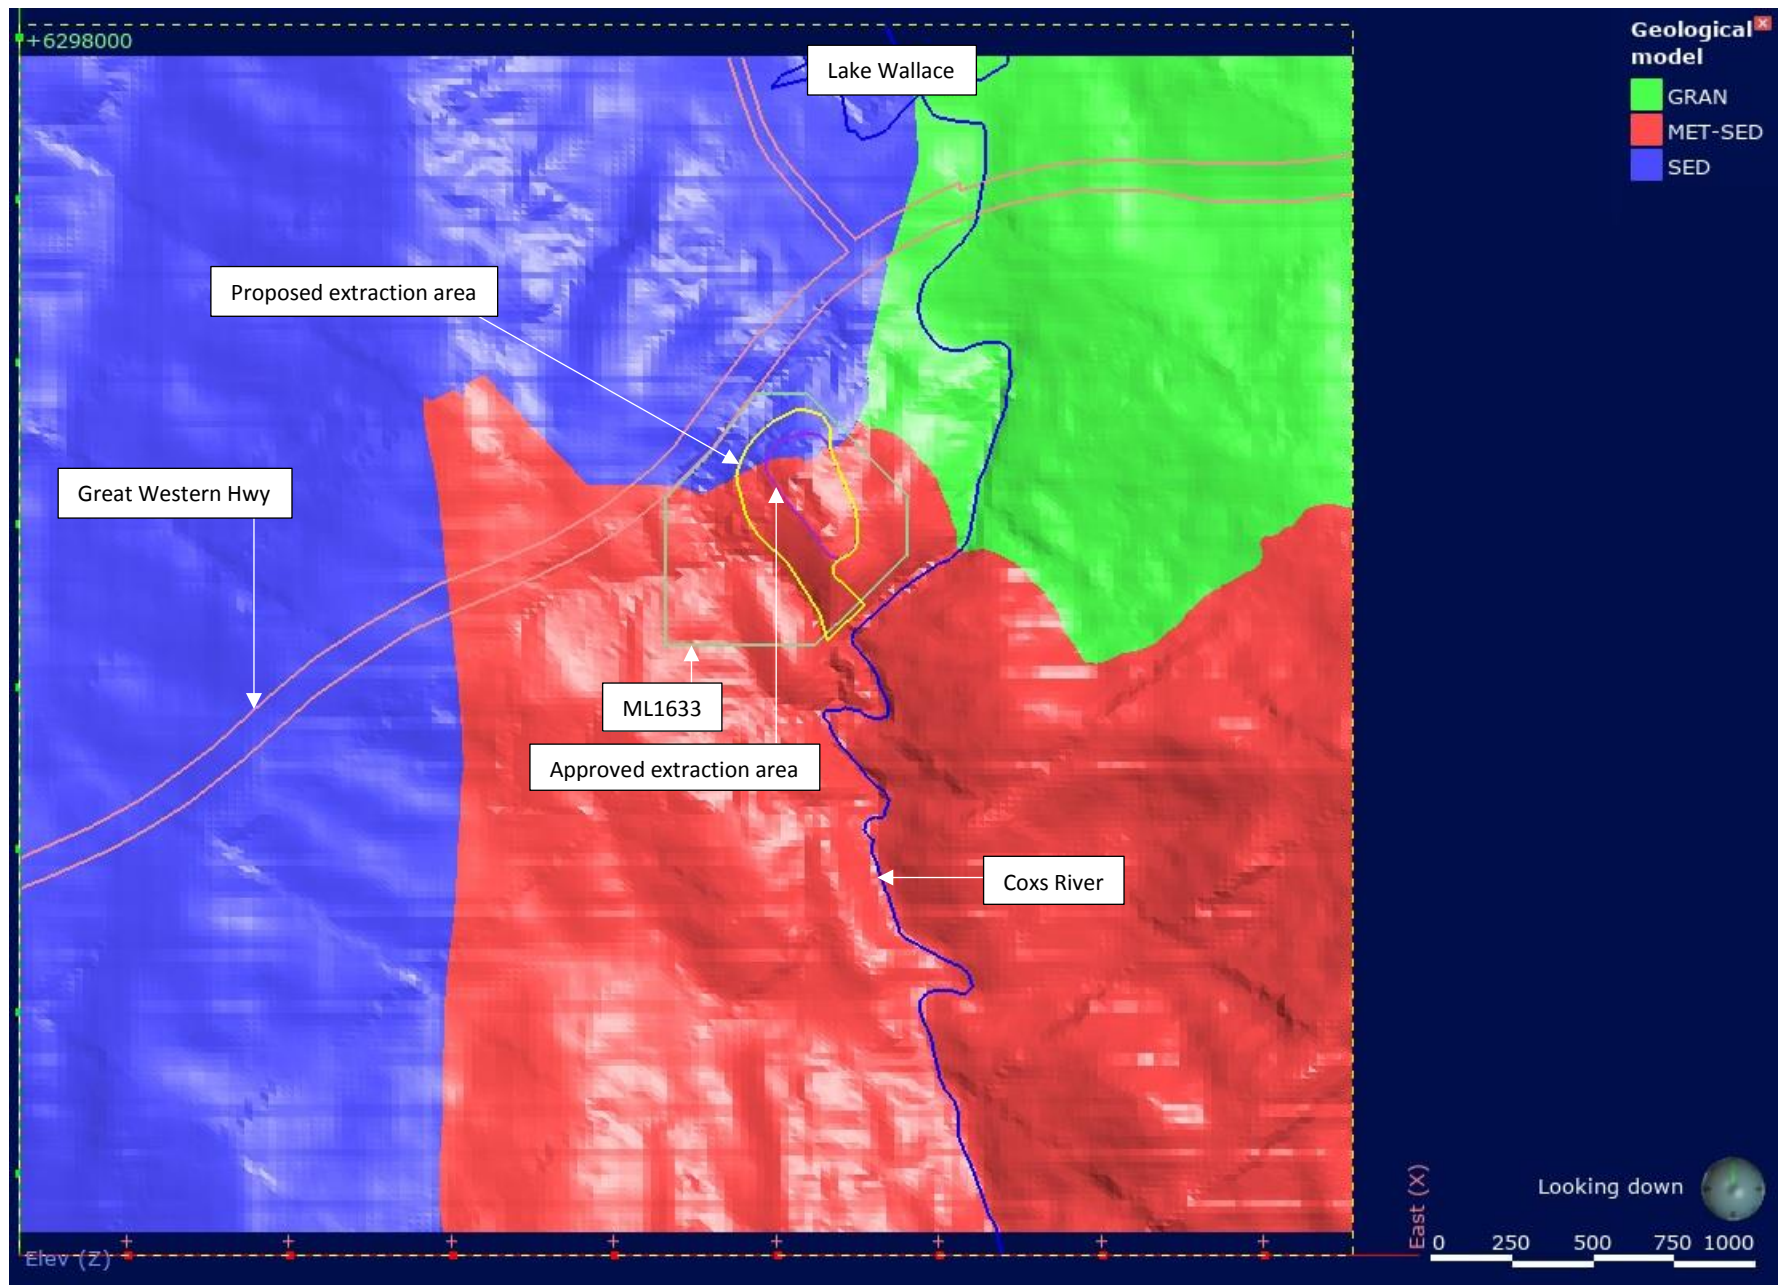 +6298000
Lake Wallace
Geological
model
GRAN
MET-SED
SED
Proposed extraction area
Great Western Hwy
ML1633
Approved extraction area
Coxs River
East (X)
Looking down
Elev (Z)
0 250 500 750 1000